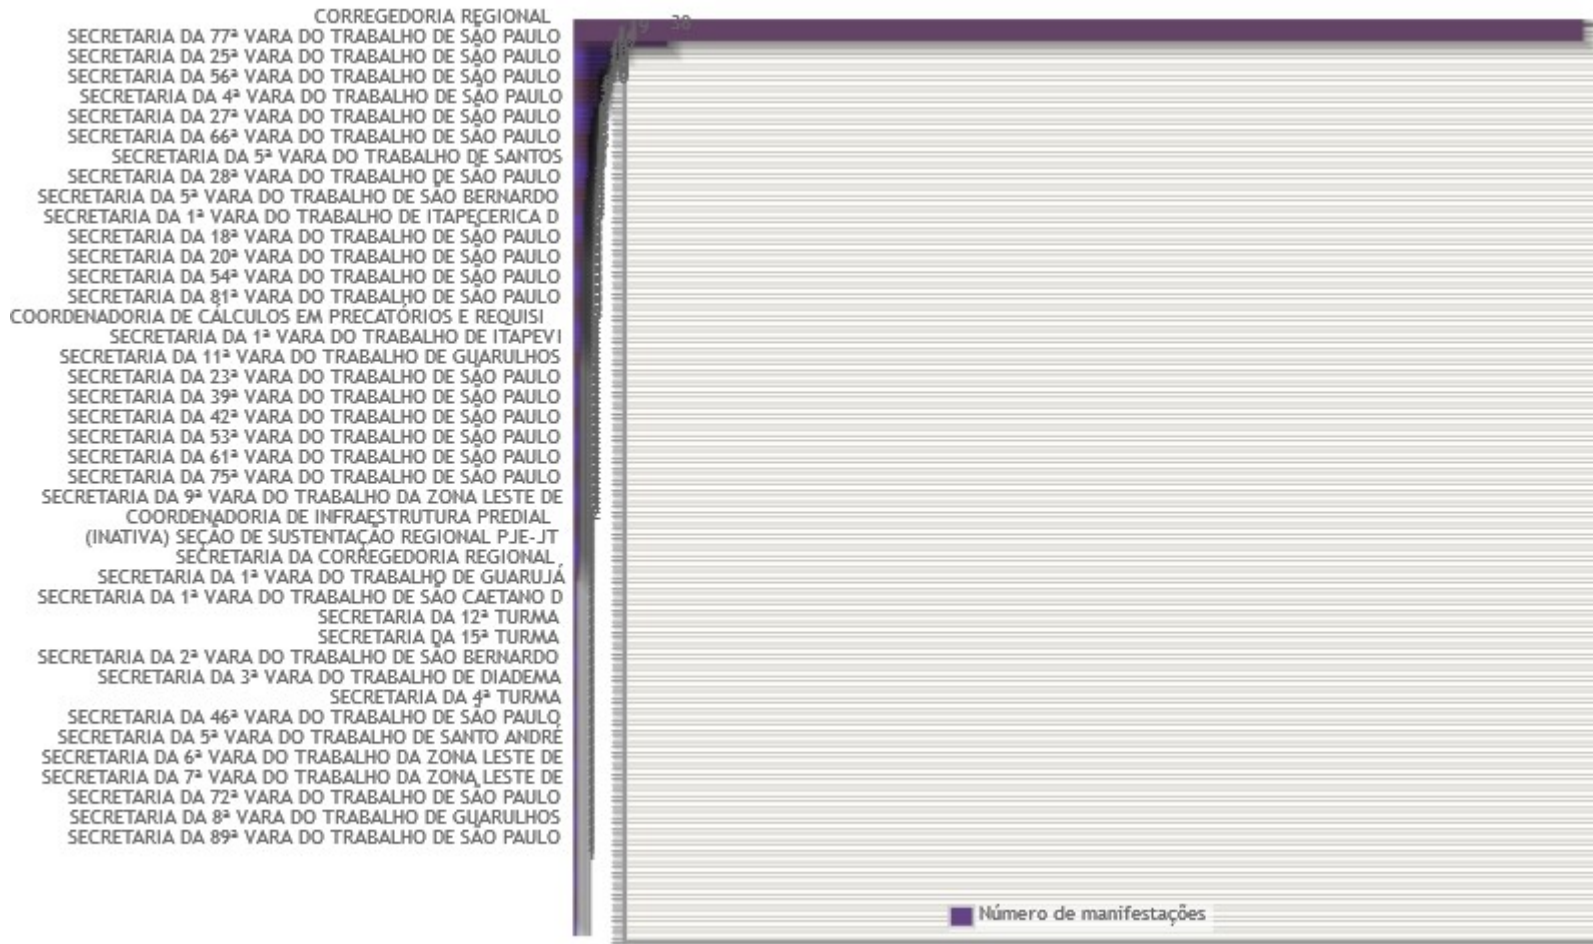 CORREGEDORIA REGIONAL
SECRETARIA DA 77ª VARA DO TRABALHO DE SÃO PAULO
SECRETARIA DA 25ª VARA DO TRABALHO DE SÃO PAULO
SECRETARIA DA 56ª VARA DO TRABALHO DE SÃO PAULO
SECRETARIA DA 4ª VARA DO TRABALHO DE SÃO PAULO
SECRETARIA DA 27ª VARA DO TRABALHO DE SÃO PAULO
SECRETARIA DA 66ª VARA DO TRABALHO DE SÃO PAULO
SECRETARIA DA 5ª VARA DO TRABALHO DE SANTOS
SECRETARIA DA 28ª VARA DO TRABALHO DE SÃO PAULO
SECRETARIA DA 5ª VARA DO TRABALHO DE SÃO BERNARDO
SECRETARIA DA 1ª VARA DO TRABALHO DE ITAPECERICA D
SECRETARIA DA 18ª VARA DO TRABALHO DE SÃO PAULO
SECRETARIA DA 20ª VARA DO TRABALHO DE SÃO PAULO
SECRETARIA DA 54ª VARA DO TRABALHO DE SÃO PAULO
SECRETARIA DA 81ª VARA DO TRABALHO DE SÃO PAULO
COORDENADORIA DE CÁLCULOS EM PRECATÓRIOS E REQUISI
SECRETARIA DA 1ª VARA DO TRABALHO DE ITAPEVI
SECRETARIA DA 11ª VARA DO TRABALHO DE GUARULHOS
SECRETARIA DA 23ª VARA DO TRABALHO DE SÃO PAULO
SECRETARIA DA 39ª VARA DO TRABALHO DE SÃO PAULO
SECRETARIA DA 42ª VARA DO TRABALHO DE SÃO PAULO
SECRETARIA DA 53ª VARA DO TRABALHO DE SÃO PAULO
SECRETARIA DA 61ª VARA DO TRABALHO DE SÃO PAULO
SECRETARIA DA 75ª VARA DO TRABALHO DE SÃO PAULO
SECRETARIA DA 9ª VARA DO TRABALHO DA ZONA LESTE DE
COORDENADORIA DE INFRAESTRUTURA PREDIAL
(INATIVA) SEÇÃO DE SUSTENTAÇÃO REGIONAL PJE-JT
SECRETARIA DA CORREGEDORIA REGIONAL
SECRETARIA DA 1ª VARA DO TRABALHO DE GUARUJÁ
SECRETARIA DA 1ª VARA DO TRABALHO DE SÃO CAETANO D
SECRETARIA DA 12ª TURMA
SECRETARIA DA 15ª TURMA
SECRETARIA DA 2ª VARA DO TRABALHO DE SÃO BERNARDO
SECRETARIA DA 3ª VARA DO TRABALHO DE DIADEMA
SECRETARIA DA 4ª TURMA
SECRETARIA DA 46ª VARA DO TRABALHO DE SÃO PAULO
SECRETARIA DA 5ª VARA DO TRABALHO DE SANTO ANDRÉ
SECRETARIA DA 6ª VARA DO TRABALHO DA ZONA LESTE DE
SECRETARIA DA 7ª VARA DO TRABALHO DA ZONA LESTE DE
SECRETARIA DA 72ª VARA DO TRABALHO DE SÃO PAULO
SECRETARIA DA 8ª VARA DO TRABALHO DE GUARULHOS
SECRETARIA DA 89ª VARA DO TRABALHO DE SÃO PAULO
38
Número de manifestações